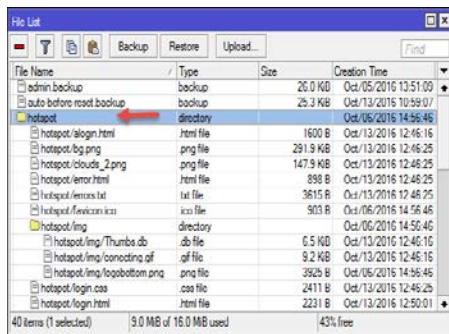 File List
Backup Restore Upload... Find
File Name Type Size Creation Time
admin.backup backup 26.0 KiB Oct/05/2016 13:51:09
auto before reset.backup backup 25.3 KiB Oct/13/2016 10:59:07
hotspot directory Oct/06/2016 14:56:46
hotspot/alogin.html .html file 1600 B Oct/13/2016 12:46:16
hotspot/bg.png .png file 291.9 KiB Oct/13/2016 12:46:25
hotspot/clouds_2.png .png file 147.9 KiB Oct/13/2016 12:46:25
hotspot/error.html .html file 898 B Oct/13/2016 12:46:25
hotspot/errors.txt .txt file 3615 B Oct/13/2016 12:46:25
hotspot/favicon.ico .ico file 903 B Oct/06/2016 14:56:46
hotspot/img directory Oct/06/2016 14:56:46
hotspot/img/Thumbs.db .db file 6.5 KiB Oct/13/2016 12:46:16
hotspot/img/conocting.gif .gif file 9.2 KiB Oct/13/2016 12:46:16
hotspot/img/logobottom.png .png file 3925 B Oct/06/2016 14:56:46
hotspot/login.css .css file 2411 B Oct/13/2016 12:46:25
hotspot/login.html .html file 2231 B Oct/13/2016 12:50:01
40 items (1 selected) 9.0 MiB of 16.0 MiB used 43% free